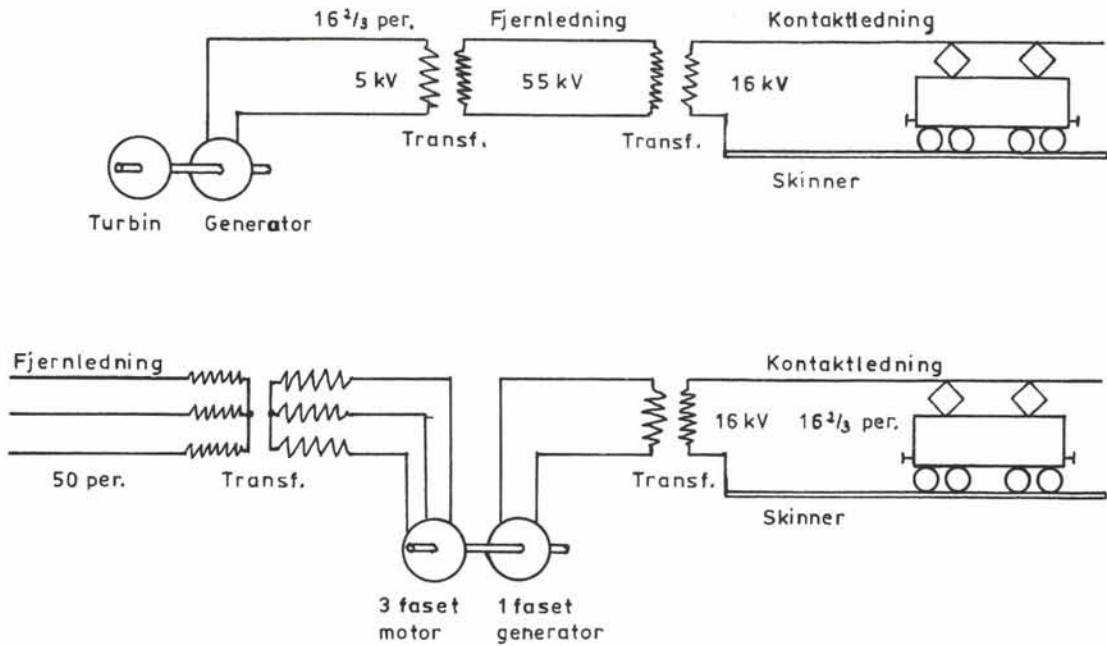 16 2/3 per.
Fjernledning
Kontaktledning
5 kV
55 kV
16 kV
Transf.
Transf.
Skinner
Turbin
Generator
Fjernledning
Kontaktledning
16 kV
16 2/3 per.
50 per.
Transf.
Transf.
Skinner
3 faset
motor
1 faset
generator